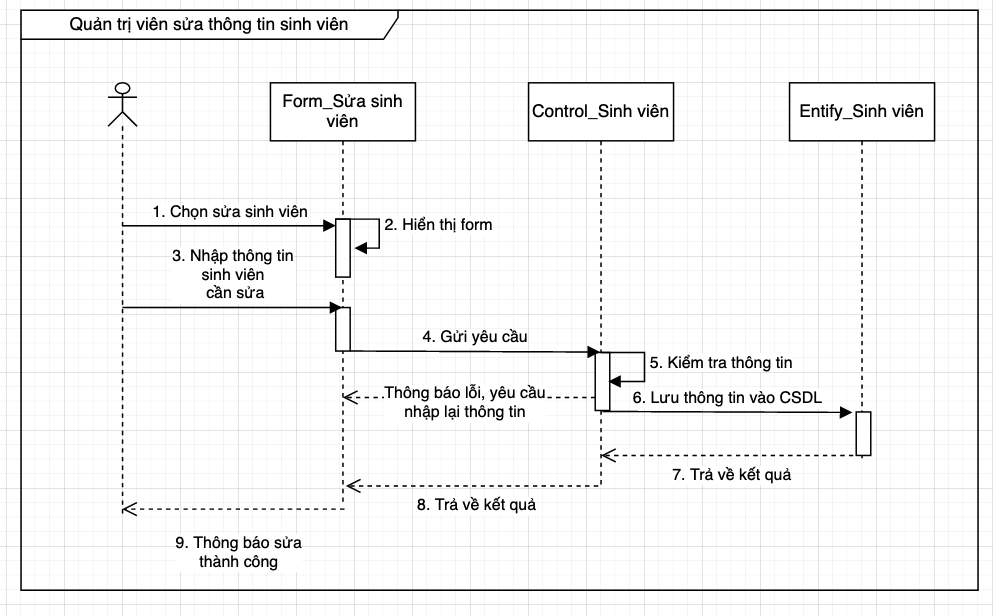 Quản trị viên sửa thông tin sinh viên
Form_Sửa sinh
viên
Control_Sinh viên
Entify_Sinh viên
1. Chọn sửa sinh viên
2. Hiển thị form
3. Nhập thông tin
sinh viên
cần sửa
4. Gửi yêu cầu
5. Kiểm tra thông tin
Thông báo lỗi, yêu cầu
nhập lại thông tin
6. Lưu thông tin vào CSDL
7. Trả về kết quả
8. Trả về kết quả
9. Thông báo sửa
thành công